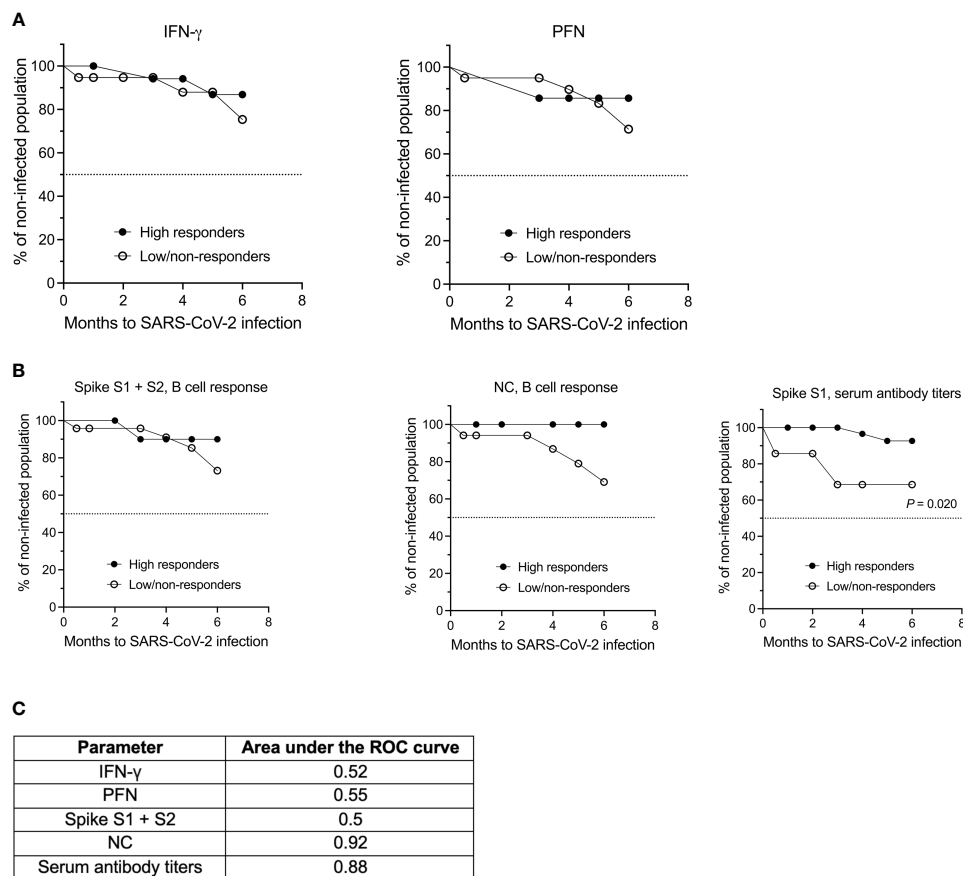 A
IFN-γ
% of non-infected population
100
80
60
40
20
0
High responders
Low/non-responders
0 2 4 6 8
Months to SARS-CoV-2 infection
PFN
% of non-infected population
100
80
60
40
20
0
High responders
Low/non-responders
0 2 4 6 8
Months to SARS-CoV-2 infection
B
Spike S1 + S2, B cell response
% of non-infected population
100
80
60
40
20
0
High responders
Low/non-responders
0 2 4 6 8
Months to SARS-CoV-2 infection
NC, B cell response
% of non-infected population
100
80
60
40
20
0
High responders
Low/non-responders
0 2 4 6 8
Months to SARS-CoV-2 infection
Spike S1, serum antibody titers
% of non-infected population
100
80
60
40
20
0
P = 0.020
High responders
Low/non-responders
0 2 4 6 8
Months to SARS-CoV-2 infection
C
Parameter Area under the ROC curve
IFN-γ 0.52
PFN 0.55
Spike S1 + S2 0.5
NC 0.92
Serum antibody titers 0.88